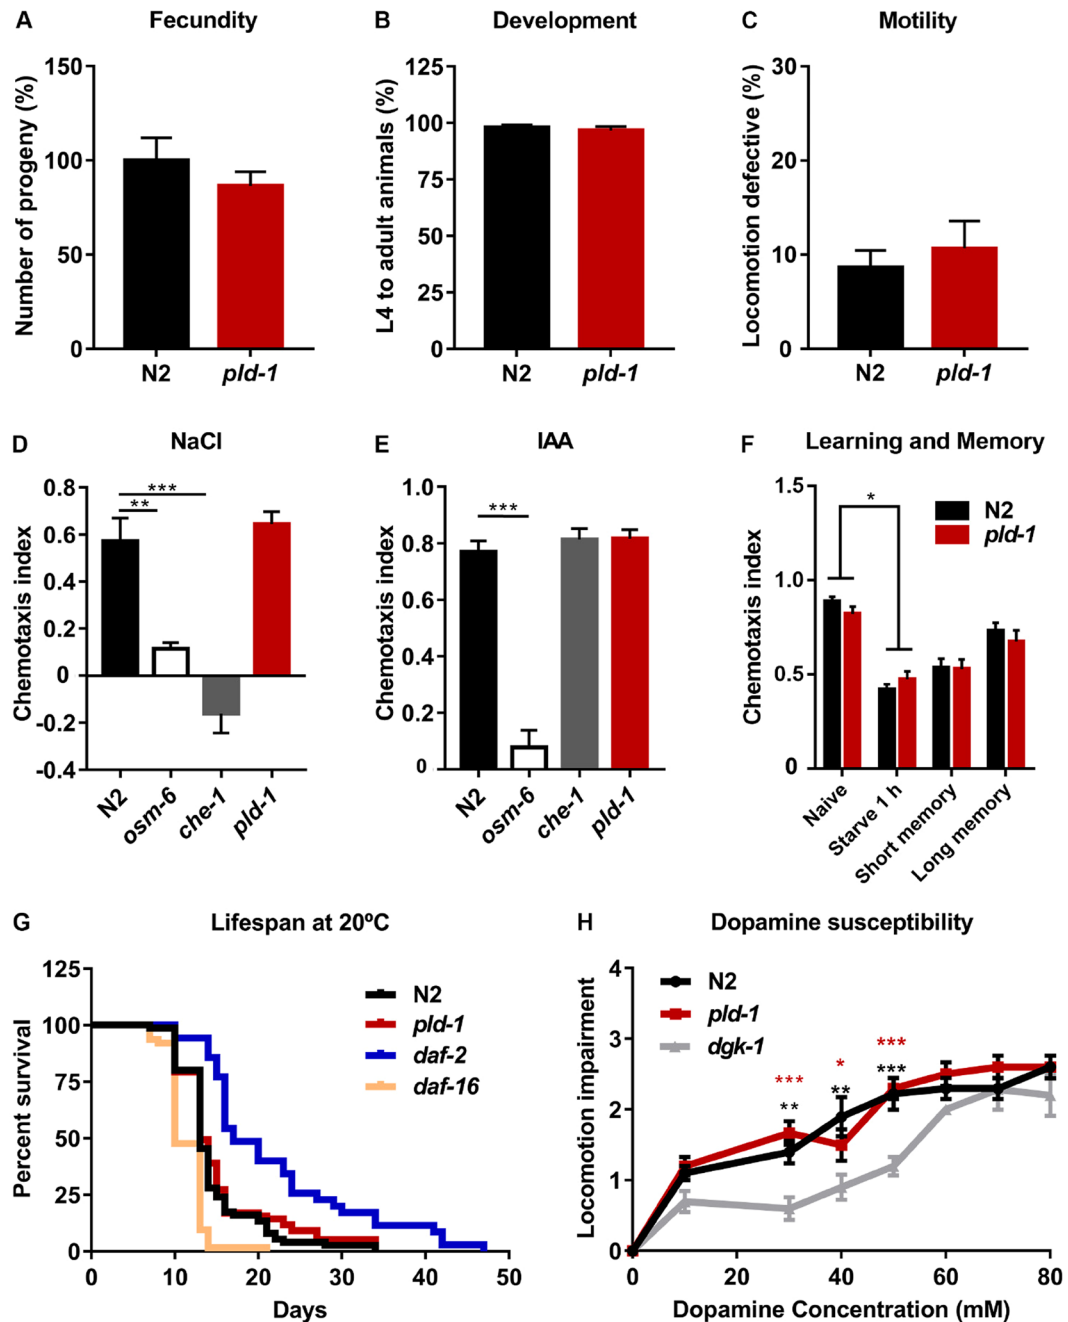 A Fecundity
Number of progeny (%)
150
100
50
0
N2 pld-1
B Development
L4 to adult animals (%)
125
100
75
50
25
0
N2 pld-1
C Motility
Locomotion defective (%)
30
20
10
0
N2 pld-1
D NaCl
Chemotaxis index
0.8
0.6
0.4
0.2
0
-0.2
-0.4
***
**
N2 osm-6 che-1 pld-1
E IAA
Chemotaxis index
1.0
0.8
0.6
0.4
0.2
0
***
N2 osm-6 che-1 pld-1
F Learning and Memory
Chemotaxis index
1.5
1.0
0.5
0
*
N2
pld-1
Naive Starve 1 h Short memory Long memory
G Lifespan at 20ºC
Percent survival
125
100
75
50
25
0
N2
pld-1
daf-2
daf-16
0 10 20 30 40 50
Days
H Dopamine susceptibility
Locomotion impairment
4
3
2
1
0
N2
pld-1
dgk-1
*** * ***
** ** ***
0 20 40 60 80
Dopamine Concentration (mM)